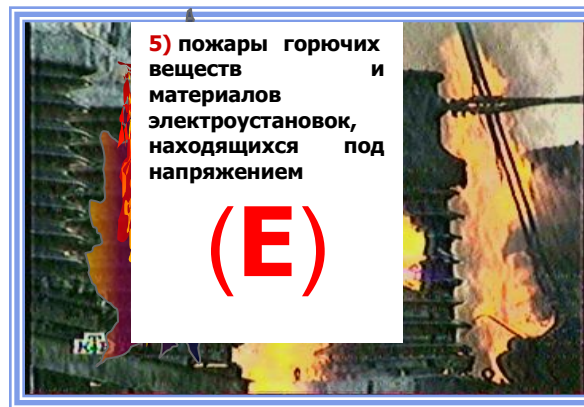 5) пожары горючих
веществ и
материалов
электроустановок,
находящихся под
напряжением
(Е)